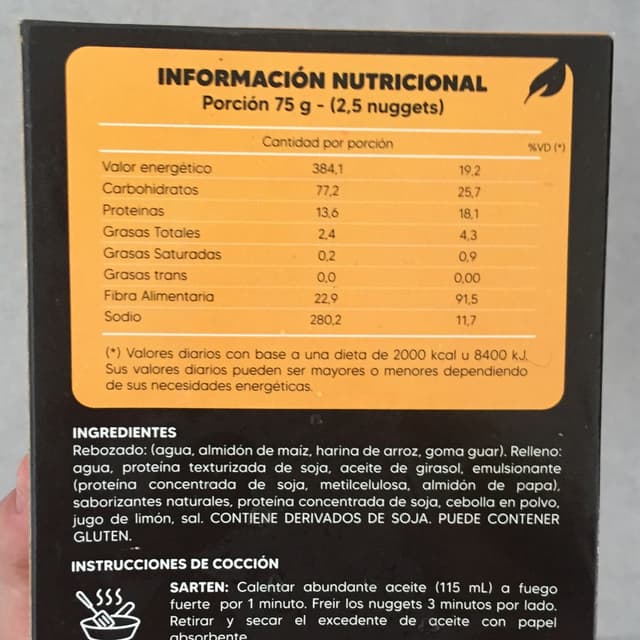 INFORMACIÓN NUTRICIONAL
Porción 75 g - (2,5 nuggets)
Cantidad por porción %VD (*)
Valor energético 384,1 19,2
Carbohidratos 77,2 25,7
Proteinas 13,6 18,1
Grasas Totales 2,4 4,3
Grasas Saturadas 0,2 0,9
Grasas trans 0,0 0,00
Fibra Alimentaria 22,9 91,5
Sodio 280,2 11,7
(*) Valores diarios con base a una dieta de 2000 kcal u 8400 kJ.
Sus valores diarios pueden ser mayores o menores dependiendo
de sus necesidades energéticas.
INGREDIENTES
Rebozado: (agua, almidón de maíz, harina de arroz, goma guar). Relleno:
agua, proteína texturizada de soja, aceite de girasol, emulsionante
(proteína concentrada de soja, metilcelulosa, almidón de papa),
saborizantes naturales, proteína concentrada de soja, cebolla en polvo,
jugo de limón, sal. CONTIENE DERIVADOS DE SOJA. PUEDE CONTENER
GLUTEN.
INSTRUCCIONES DE COCCIÓN
SARTEN: Calentar abundante aceite (115 mL) a fuego
fuerte por 1 minuto. Freir los nuggets 3 minutos por lado.
Retirar y secar el excedente de aceite con papel
absorbente